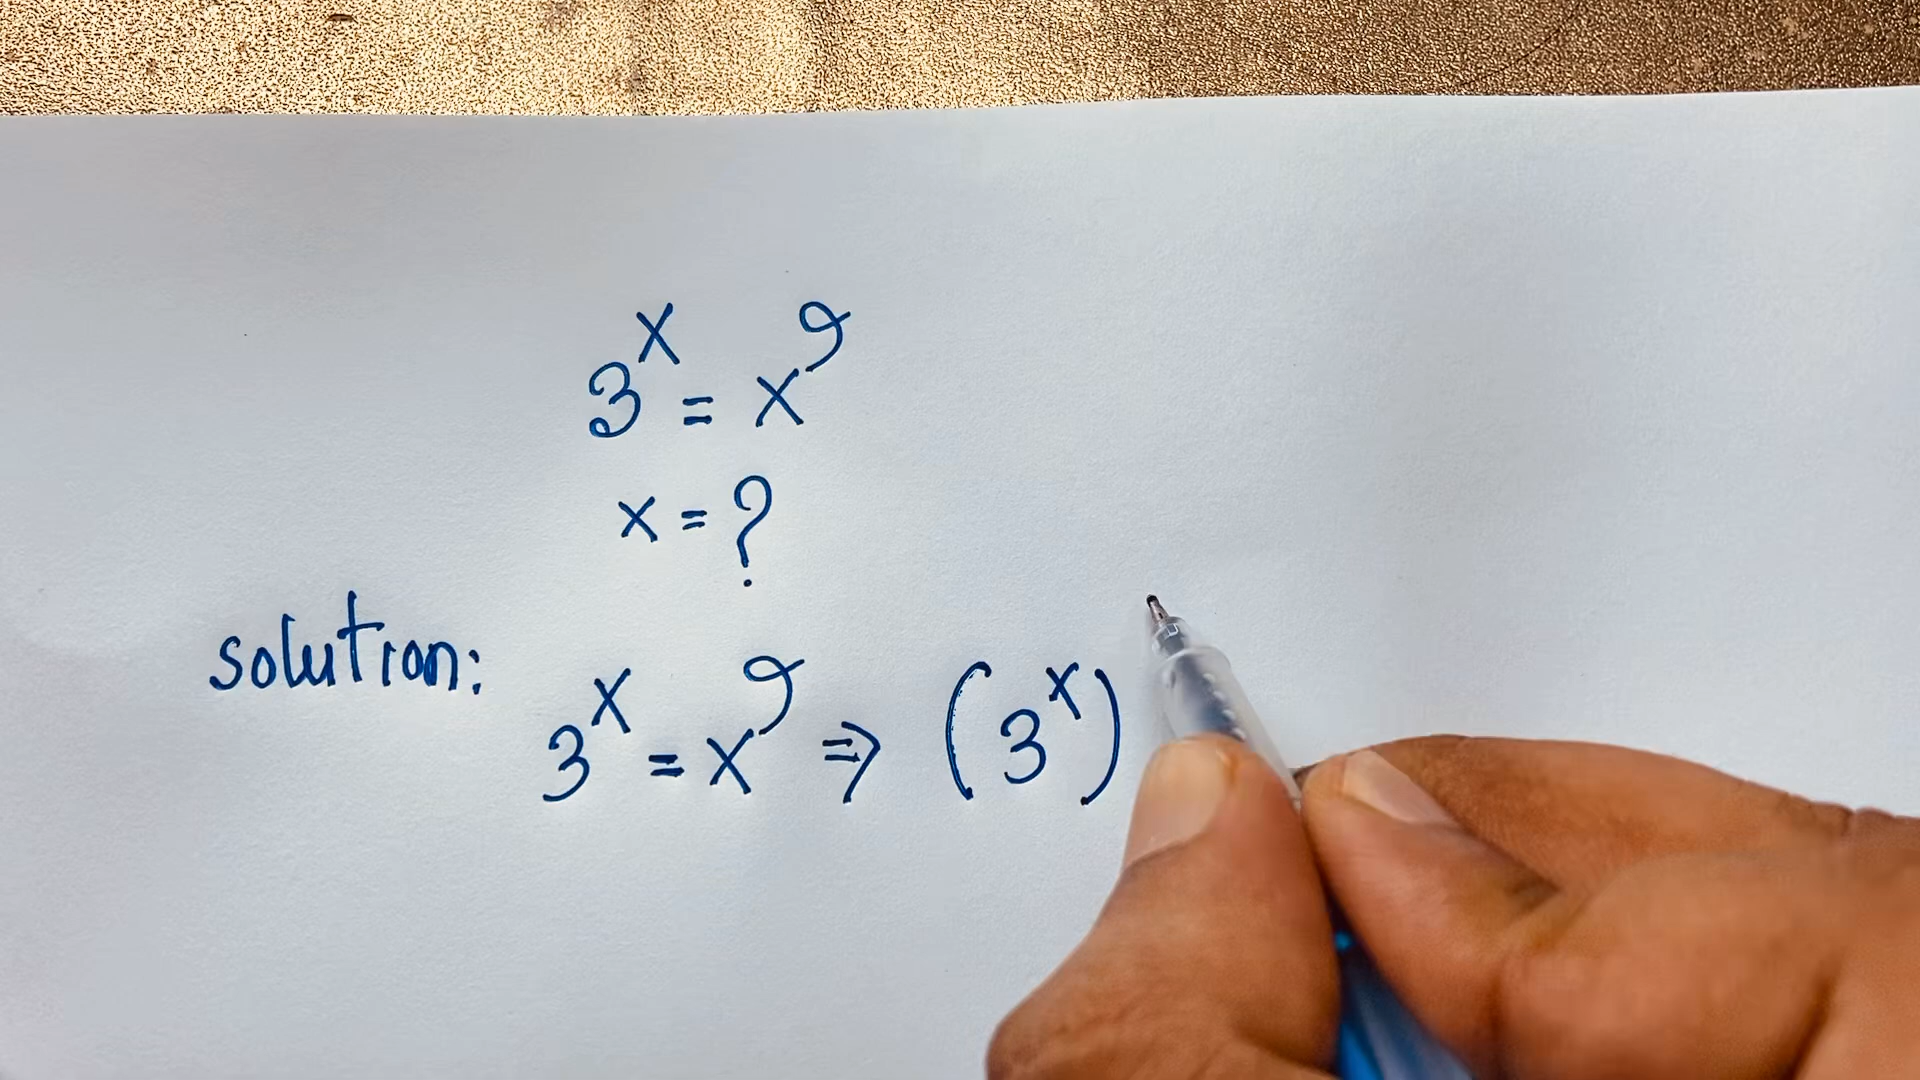 3^x = x^9
x = ?
solution:
3^x = x^9 ⇒ (3^x)